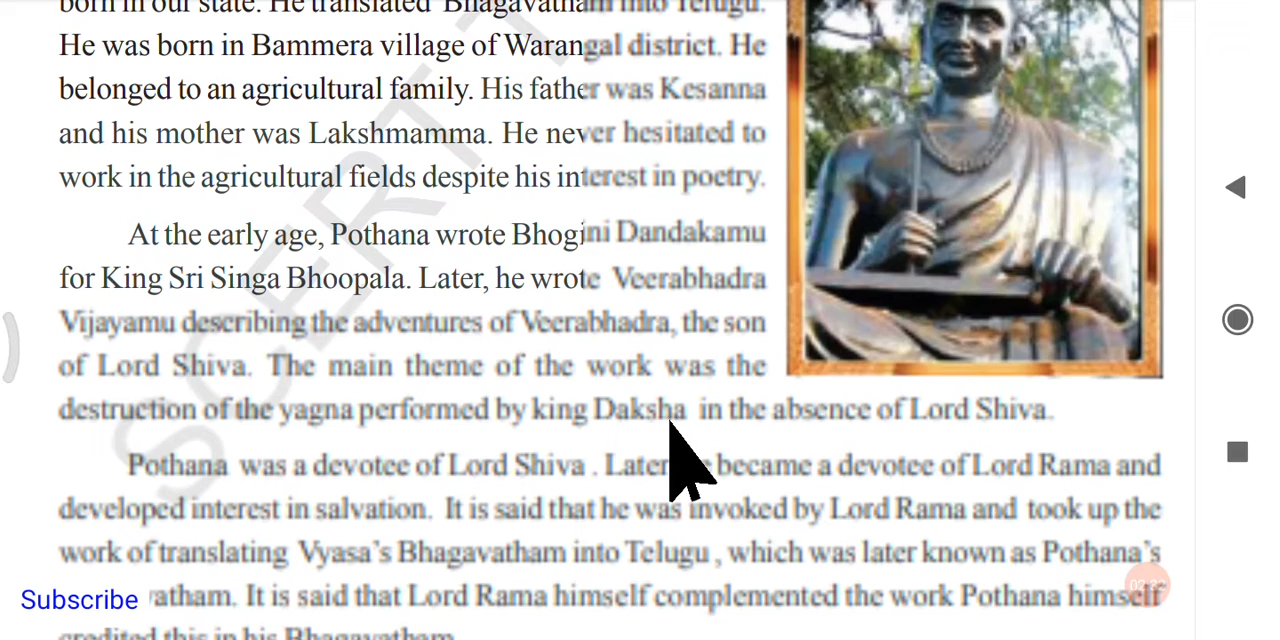 born in our state. He translated Bhagavatham into Telugu.
He was born in Bammera village of Warangal district. He
belonged to an agricultural family. His father was Kesanna
and his mother was Lakshmamma. He never hesitated to
work in the agricultural fields despite his interest in poetry.
At the early age, Pothana wrote Bhogini Dandakamu
for King Sri Singa Bhoopala. Later, he wrote Veerabhadra
Vijayamu describing the adventures of Veerabhadra, the son
of Lord Shiva. The main theme of the work was the
destruction of the yagna performed by king Daksha in the absence of Lord Shiva.
Pothana was a devotee of Lord Shiva . Later became a devotee of Lord Rama and
developed interest in salvation. It is said that he was invoked by Lord Rama and took up the
work of translating Vyasa's Bhagavatham into Telugu , which was later known as Pothana's
vatham. It is said that Lord Rama himself complemented the work Pothana himself
credited this in his Bhagavatham
SCERT T
Subscribe